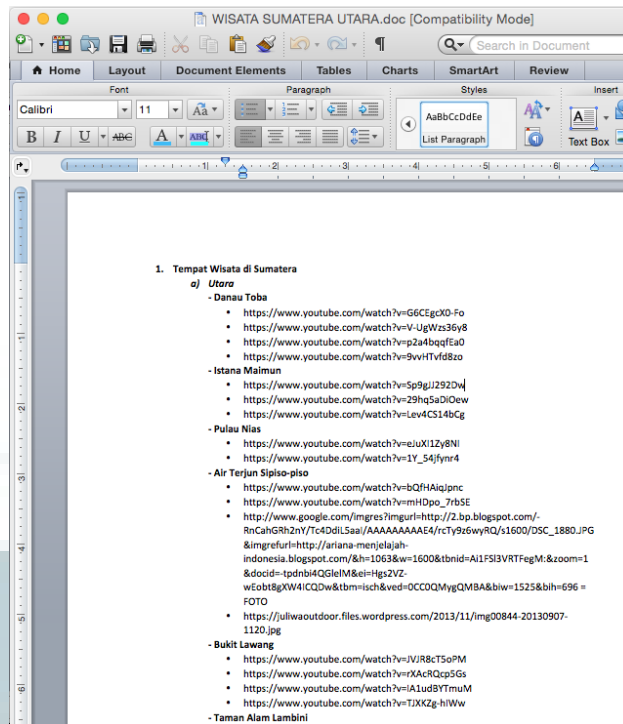 WISATA SUMATERA UTARA.doc [Compatibility Mode]
Search in Document
Home Layout Document Elements Tables Charts SmartArt Review
Font Paragraph Styles Insert
Calibri 11 Aa AaBbCcDdEe A
B I U ABC A ABC List Paragraph Text Box
1. Tempat Wisata di Sumatera
a) Utara
- Danau Toba
• https://www.youtube.com/watch?v=G6CEgcX0-Fo
• https://www.youtube.com/watch?v=V-UgWzs36y8
• https://www.youtube.com/watch?v=p2a4bqqfEa0
• https://www.youtube.com/watch?v=9vvHTvfd8zo
- Istana Maimun
• https://www.youtube.com/watch?v=Sp9gJJ292Dw
• https://www.youtube.com/watch?v=29hq5aDiOew
• https://www.youtube.com/watch?v=Lev4CS14bCg
- Pulau Nias
• https://www.youtube.com/watch?v=eJuXI1Zy8NI
• https://www.youtube.com/watch?v=1Y_54jfynr4
- Air Terjun Sipiso-piso
• https://www.youtube.com/watch?v=bQfHAiqJpnc
• https://www.youtube.com/watch?v=mHDpo_7rbSE
• http://www.google.com/imgres?imgurl=http://2.bp.blogspot.com/-
RnCahGRh2nY/Tc4DdiL5aaI/AAAAAAAAAE4/rcTy9z6wyRQ/s1600/DSC_1880.JPG
&imgrefurl=http://ariana-menjelajah-
indonesia.blogspot.com/&h=1063&w=1600&tbnid=Ai1FSl3VRTFegM:&zoom=1
&docid=-tpdnbi4QGleIM&ei=Hgs2VZ-
wEobt8gXW4ICQDw&tbm=isch&ved=0CC0QMygQMBA&biw=1525&bih=696 =
FOTO
• https://juliwaoutdoor.files.wordpress.com/2013/11/img00844-20130907-
1120.jpg
- Bukit Lawang
• https://www.youtube.com/watch?v=JVJR8cT5oPM
• https://www.youtube.com/watch?v=rXAcRQcp5Gs
• https://www.youtube.com/watch?v=IA1udBYTmuM
• https://www.youtube.com/watch?v=TJXKZg-hIWw
- Taman Alam Lambini